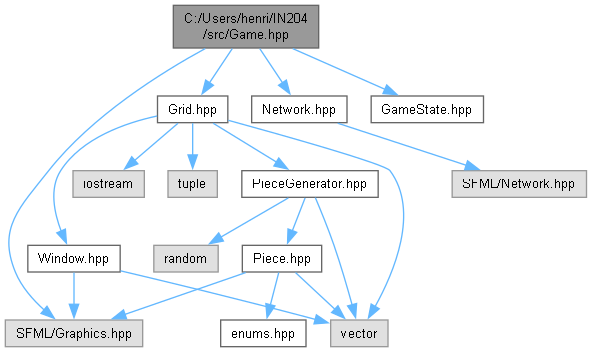 C:/Users/henri/IN204
/src/Game.hpp
Grid.hpp
Network.hpp
GameState.hpp
iostream
tuple
PieceGenerator.hpp
SFML/Network.hpp
Window.hpp
random
Piece.hpp
SFML/Graphics.hpp
enums.hpp
vector